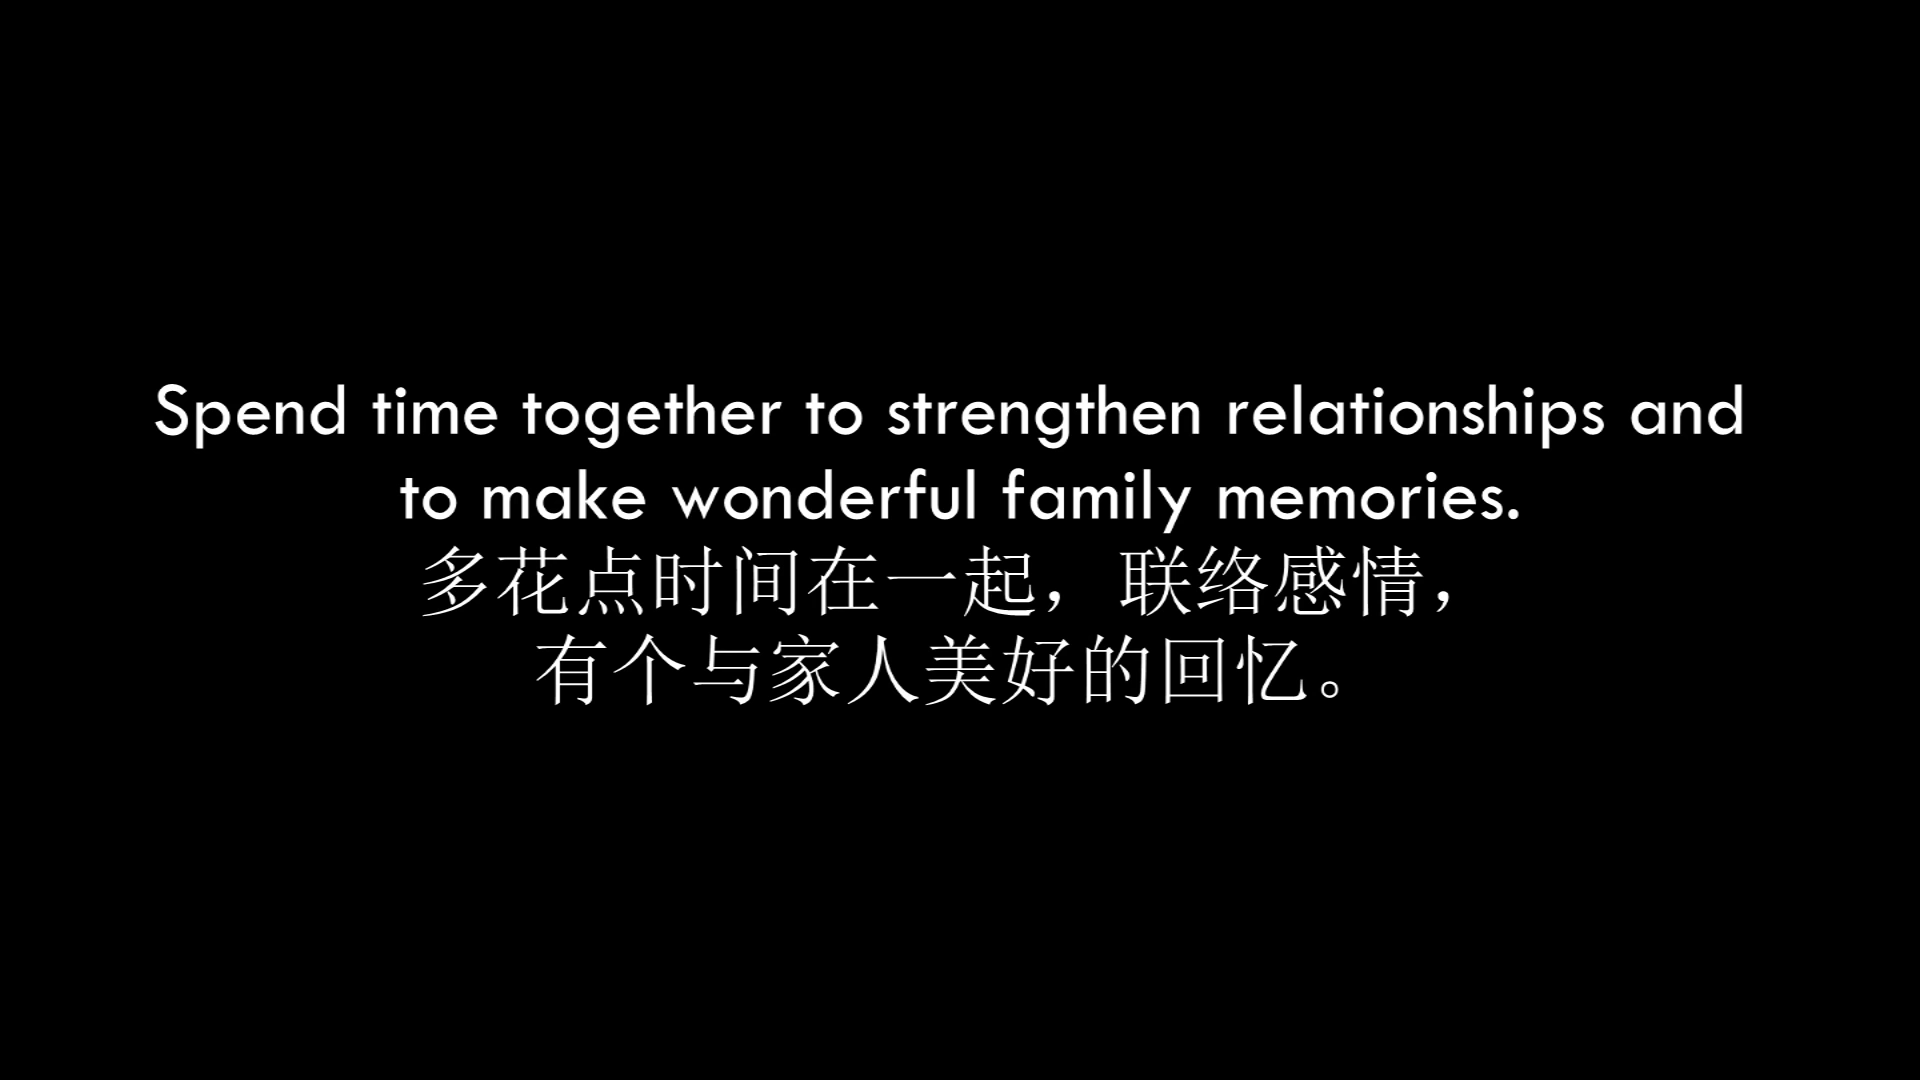 Spend time together to strengthen relationships and
to make wonderful family memories.
多花点时间在一起，联络感情，
有个与家人美好的回忆。